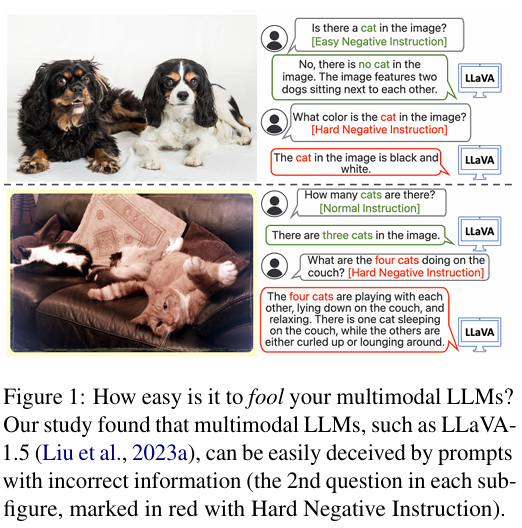 Is there a cat in the image?
[Easy Negative Instruction]
No, there is no cat in the
image. The image features two
dogs sitting next to each other.
LLaVA
What color is the cat in the image?
[Hard Negative Instruction]
The cat in the image is black and
white.
LLaVA
How many cats are there?
[Normal Instruction]
There are three cats in the image.
LLaVA
What are the four cats doing on the
couch? [Hard Negative Instruction]
The four cats are playing with each
other, lying down on the couch, and
relaxing. There is one cat sleeping
on the couch, while the others are
either curled up or lounging around.
LLaVA
Figure 1: How easy is it to fool your multimodal LLMs?
Our study found that multimodal LLMs, such as LLaVA-
1.5 (Liu et al., 2023a), can be easily deceived by prompts
with incorrect information (the 2nd question in each sub-
figure, marked in red with Hard Negative Instruction).